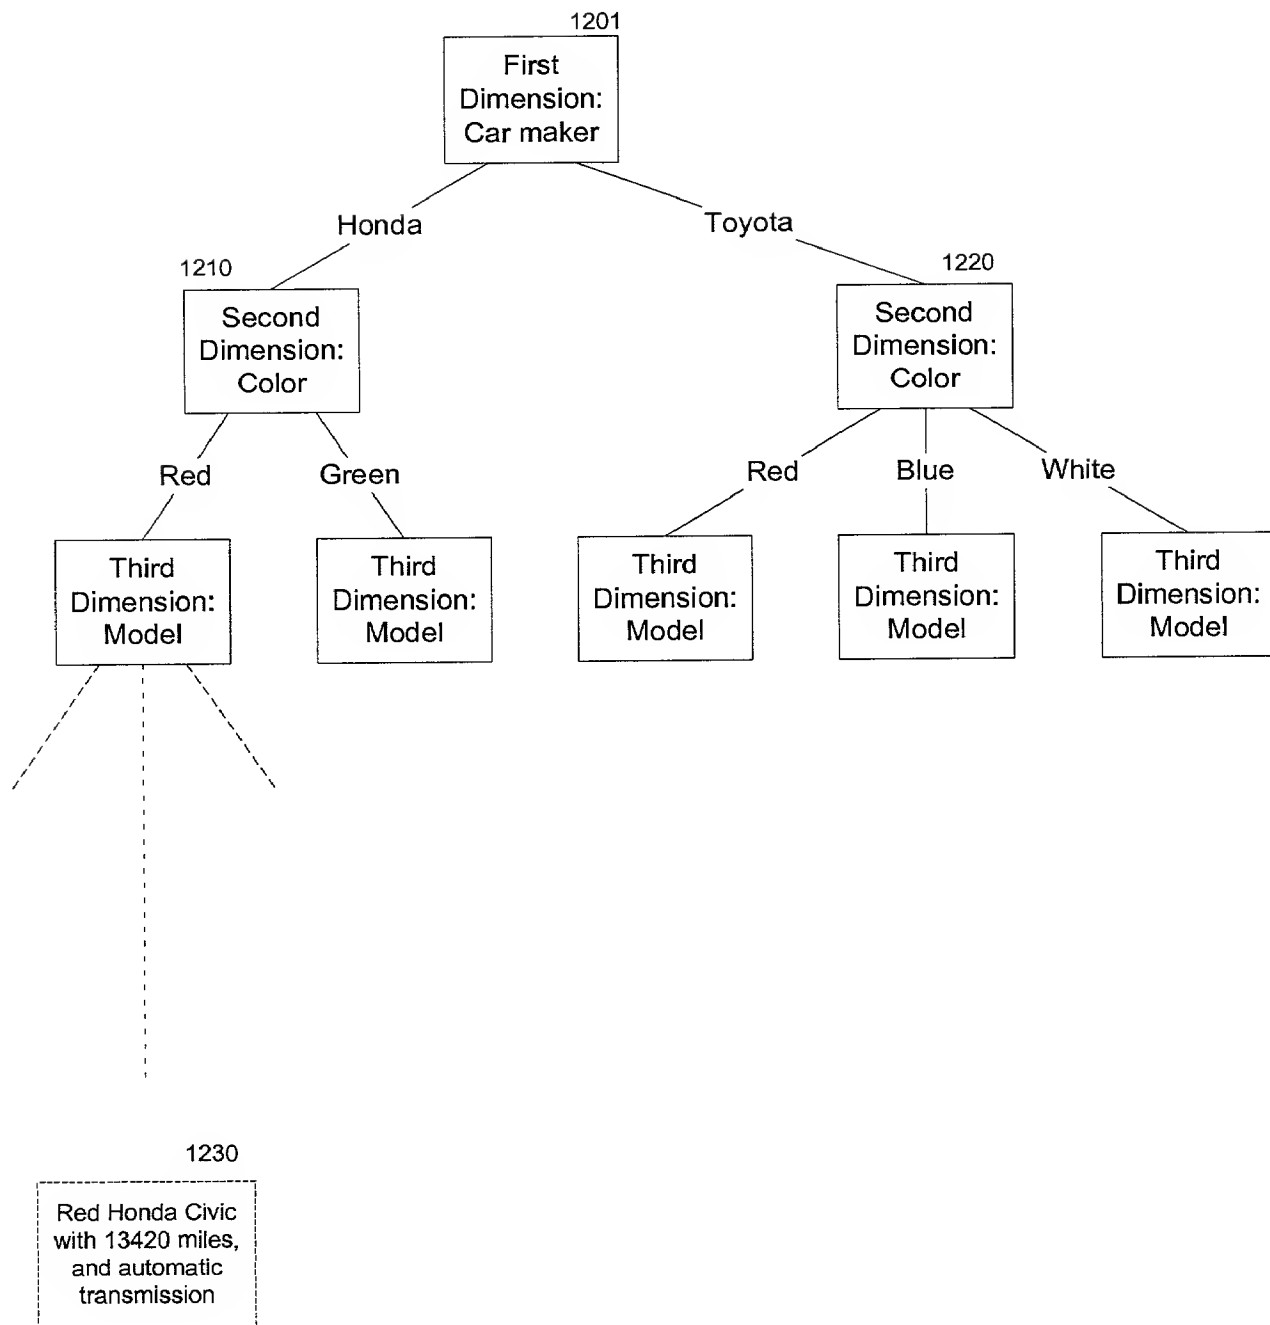 1201
First
Dimension:
Car maker
Honda
Toyota
1210
1220
Second
Dimension:
Color
Second
Dimension:
Color
Red
Green
Red
Blue
White
Third
Dimension:
Model
Third
Dimension:
Model
Third
Dimension:
Model
Third
Dimension:
Model
Third
Dimension:
Model
1230
Red Honda Civic
with 13420 miles,
and automatic
transmission